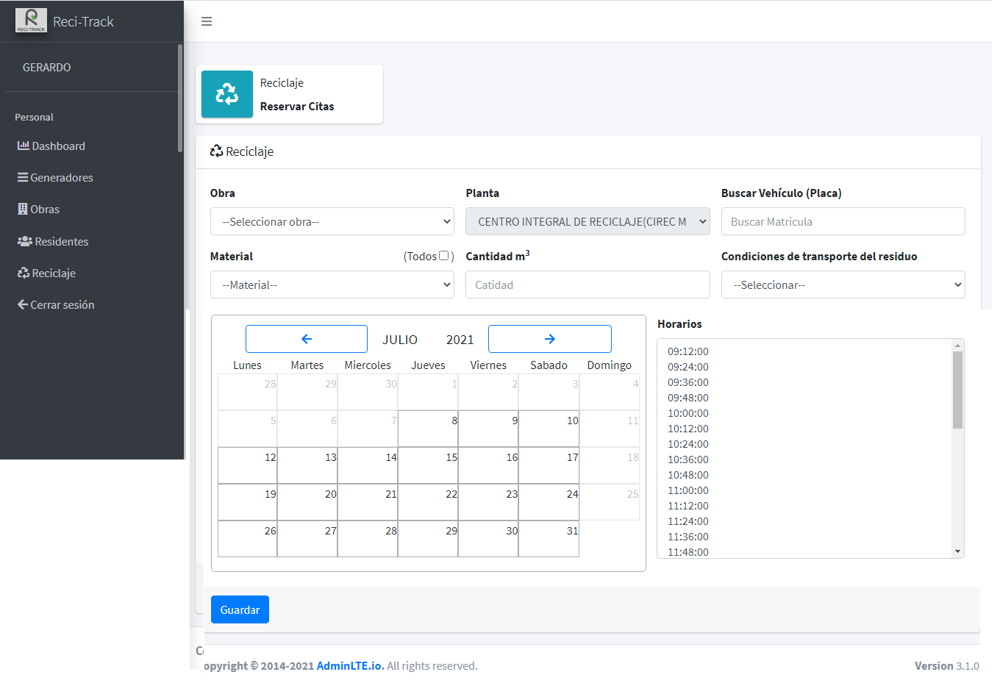 RECI-TRACK
Reci-Track
GERARDO
Personal
Dashboard
Generadores
Obras
Residentes
Reciclaje
Cerrar sesión
Reciclaje
Reservar Citas
Reciclaje
Obra
Planta
Buscar Vehículo (Placa)
--Seleccionar obra--
CENTRO INTEGRAL DE RECICLAJE(CIREC M
Buscar Matricula
Material (Todos )
Cantidad m³
Condiciones de transporte del residuo
--Material--
Catidad
--Seleccionar--
JULIO 2021
Lunes Martes Miercoles Jueves Viernes Sabado Domingo
28 29 30 1 2 3 4
5 6 7 8 9 10 11
12 13 14 15 16 17 18
19 20 21 22 23 24 25
26 27 28 29 30 31
Horarios
09:12:00
09:24:00
09:36:00
09:48:00
10:00:00
10:12:00
10:24:00
10:36:00
10:48:00
11:00:00
11:12:00
11:24:00
11:36:00
11:48:00
Guardar
C
opyright © 2014-2021 AdminLTE.io. All rights reserved.
Version 3.1.0